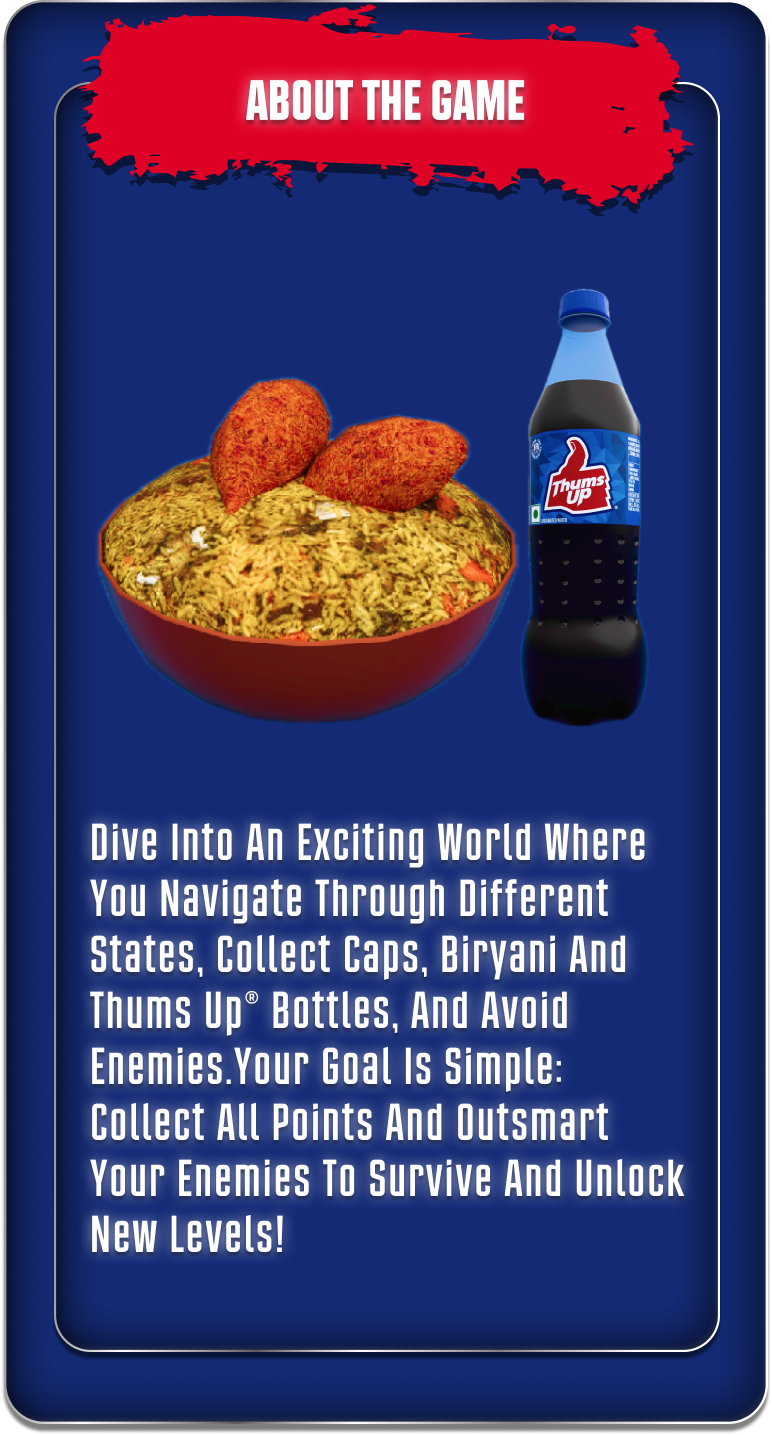 ABOUT THE GAME
Thums
Up
Dive Into An Exciting World Where
You Navigate Through Different
States, Collect Caps, Biryani And
Thums Up® Bottles, And Avoid
Enemies.Your Goal Is Simple:
Collect All Points And Outsmart
Your Enemies To Survive And Unlock
New Levels!